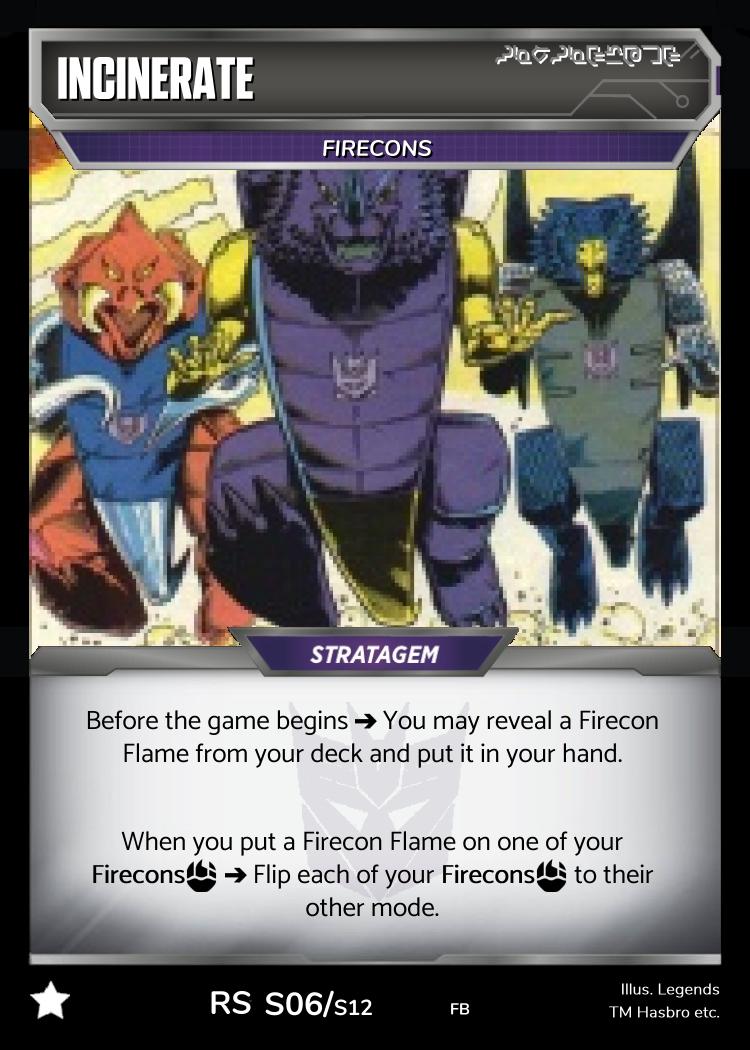 INCINERATE
FIRECONS
STRATAGEM
Before the game begins ➔ You may reveal a Firecon
Flame from your deck and put it in your hand.
When you put a Firecon Flame on one of your
Firecons ➔ Flip each of your Firecons to their
other mode.
RS S06/S12
FB
Illus. Legends
TM Hasbro etc.